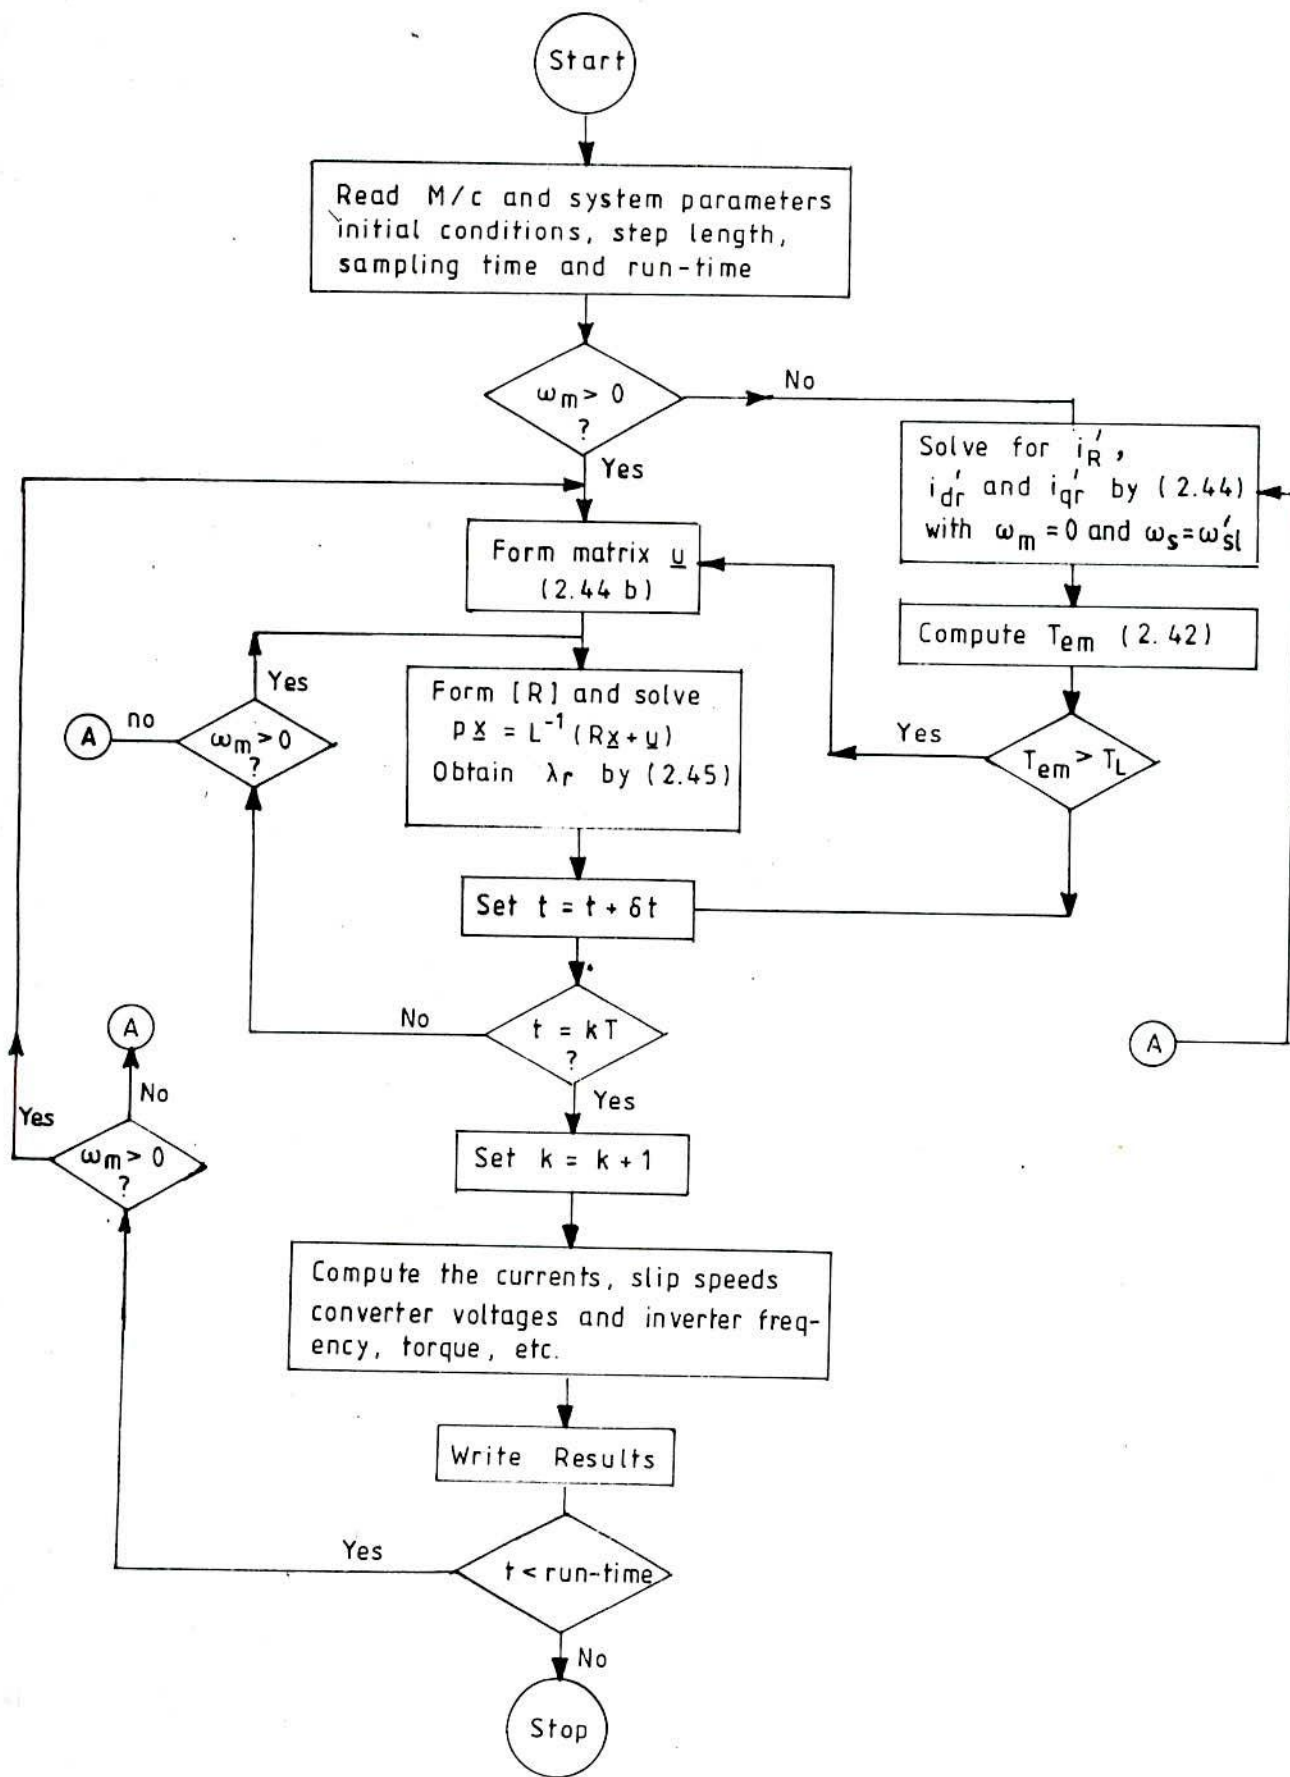 Start
Read M/c and system parameters
initial conditions, step length,
sampling time and run-time
ωm > 0
?
No
Yes
Solve for i'R,
i'dr and i'qr by (2.44)
with ωm = 0 and ωs = ω'sl
Form matrix u
(2.44 b)
Compute Tem (2.42)
Yes
Form [R] and solve
px = L⁻¹ (Rx + u)
Obtain λr by (2.45)
A
no
ωm > 0
?
Yes
Tem > TL
Set t = t + δt
No
t = kT
?
Yes
A
A
No
Yes
ωm > 0
?
Set k = k + 1
Compute the currents, slip speeds
converter voltages and inverter freq-
ency, torque, etc.
Write Results
Yes
t < run-time
No
Stop